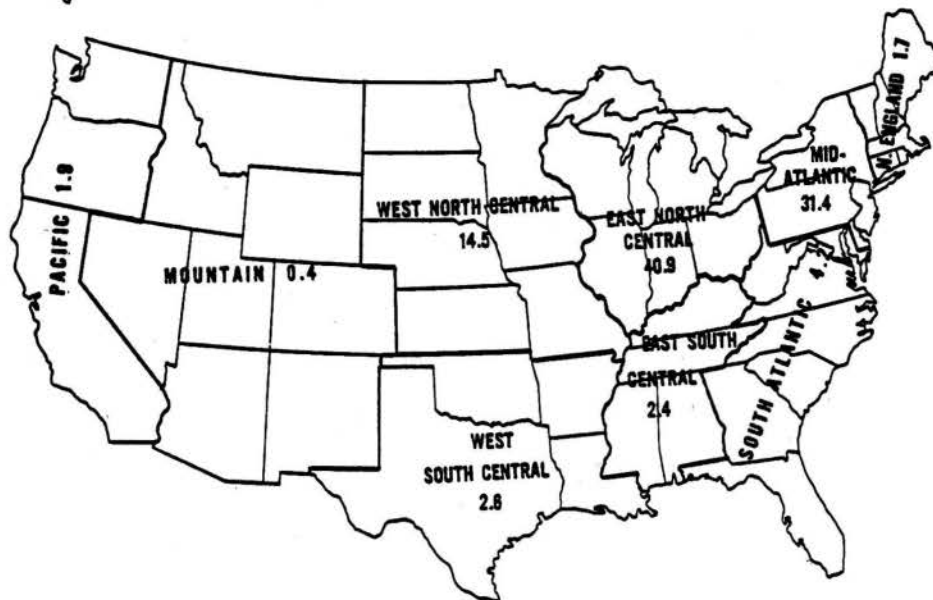 N. ENGLAND 1.7
MID-
ATLANTIC
31.4
WEST NORTH CENTRAL
14.5
EAST NORTH
CENTRAL
40.9
PACIFIC 1.9
MOUNTAIN 0.4
EAST SOUTH
CENTRAL
2.4
SOUTH ATLANTIC 4.2
WEST
SOUTH CENTRAL
2.6